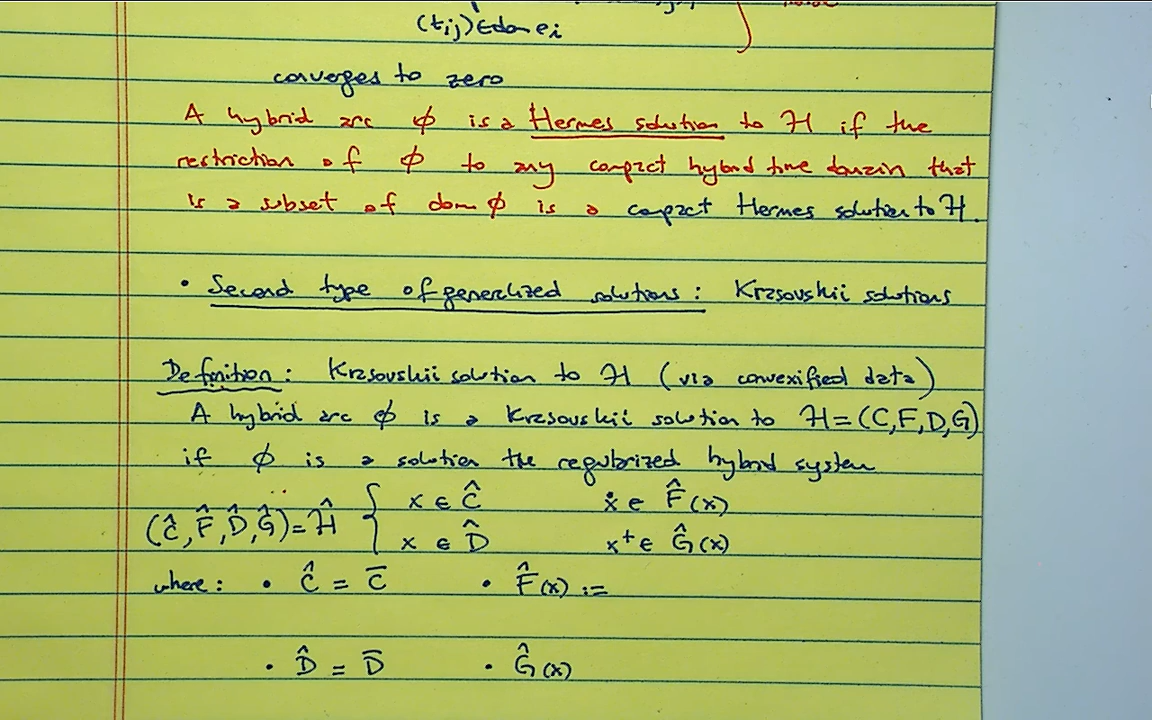 (t,j)∈dom e_i
converges to zero
A hybrid arc ϕ is a Hermes solution to H if the
restriction of ϕ to any compact hybrid time domain that
is a subset of dom ϕ is a compact Hermes solution to H.
• Second type of generalized solutions: Krasovskii solutions
Definition: Krasovskii solution to H (via convexified data)
A hybrid arc ϕ is a Krasovskii solution to H=(C,F,D,G)
if ϕ is a solution the regularized hybrid system
(Ĉ,F̂,D̂,Ĝ)=Ĥ { x ∈ Ĉ ẋ ∈ F̂(x)
x ∈ D̂ x⁺∈ Ĝ(x)
where: • Ĉ = C̅ • F̂(x) :=
• D̂ = D̅ • Ĝ(x)